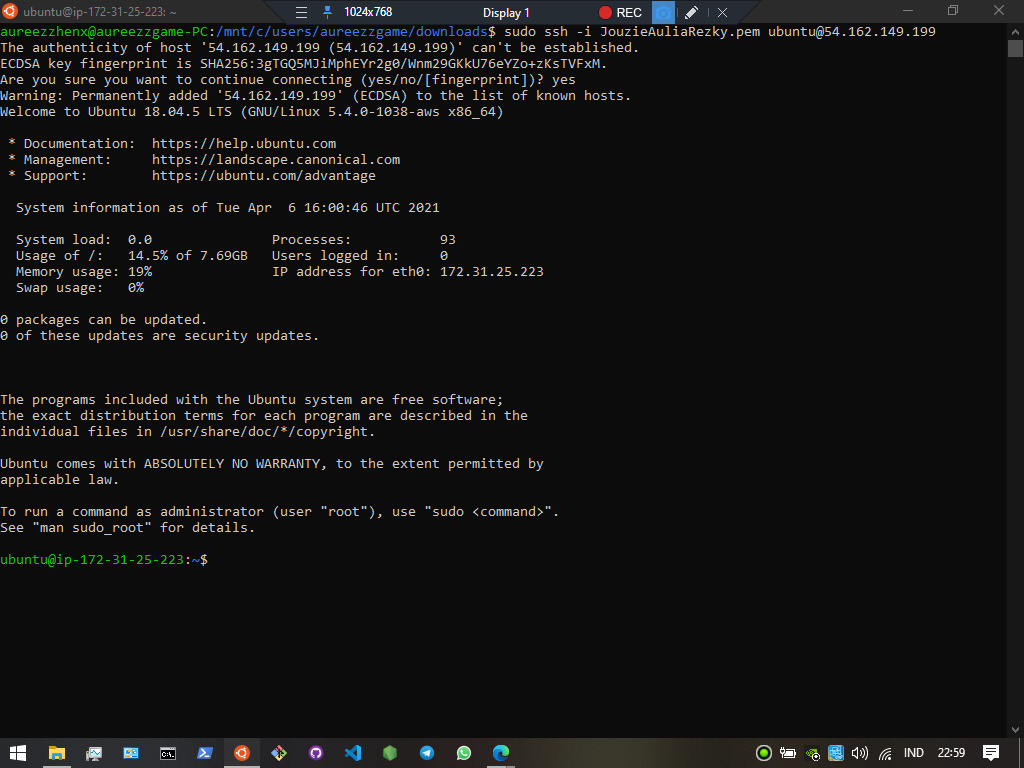 ubuntu@ip-172-31-25-223: ~
1024x768
Display 1
REC
aureezzhenx@aureezzgame-PC:/mnt/c/users/aureezzgame/downloads$ sudo ssh -i JouzieAuliaRezky.pem ubuntu@54.162.149.199
The authenticity of host '54.162.149.199 (54.162.149.199)' can't be established.
ECDSA key fingerprint is SHA256:3gTGQ5MJiMphEYr2g0/Wnm29GKkU76eYZo+zKsTVFxM.
Are you sure you want to continue connecting (yes/no/[fingerprint])? yes
Warning: Permanently added '54.162.149.199' (ECDSA) to the list of known hosts.
Welcome to Ubuntu 18.04.5 LTS (GNU/Linux 5.4.0-1038-aws x86_64)
* Documentation:  https://help.ubuntu.com
* Management:     https://landscape.canonical.com
* Support:        https://ubuntu.com/advantage
System information as of Tue Apr  6 16:00:46 UTC 2021
System load:  0.0               Processes:           93
Usage of /:   14.5% of 7.69GB   Users logged in:     0
Memory usage: 19%               IP address for eth0: 172.31.25.223
Swap usage:   0%
0 packages can be updated.
0 of these updates are security updates.
The programs included with the Ubuntu system are free software;
the exact distribution terms for each program are described in the
individual files in /usr/share/doc/*/copyright.
Ubuntu comes with ABSOLUTELY NO WARRANTY, to the extent permitted by
applicable law.
To run a command as administrator (user "root"), use "sudo <command>".
See "man sudo_root" for details.
ubuntu@ip-172-31-25-223:~$
IND
22:59